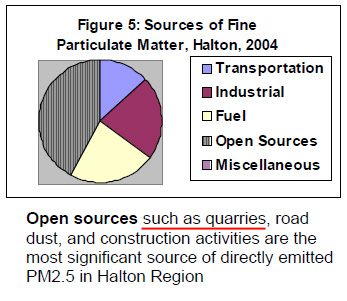 Figure 5: Sources of Fine
Particulate Matter, Halton, 2004
Transportation
Industrial
Fuel
Open Sources
Miscellaneous
Open sources such as quarries, road
dust, and construction activities are the
most significant source of directly emitted
PM2.5 in Halton Region